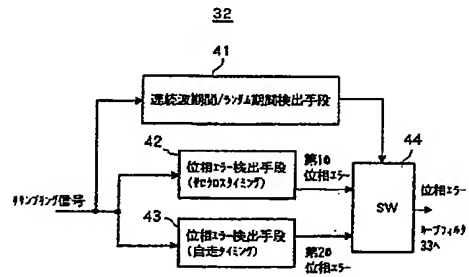 32
41
連続波期間/ランダム期間検出手段
42
位相エラー検出手段
(ゼロクロスタイミング)
第1の
位相エラー
44
SW
リサンプリング信号
43
位相エラー検出手段
(自走タイミング)
第2の
位相エラー
位相エラー
ループフィルタ
33へ